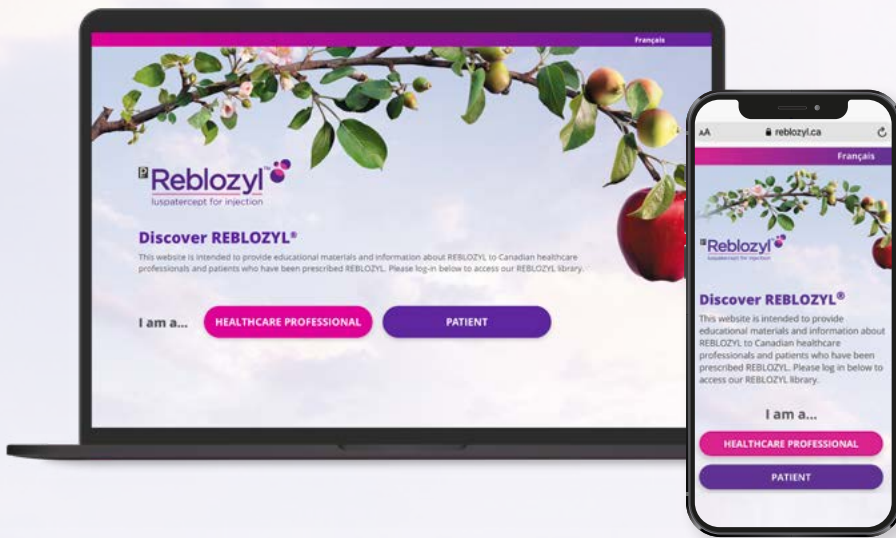 Français
Pr Reblozyl™
luspatercept for injection
Discover REBLOZYL®
This website is intended to provide educational materials and information about REBLOZYL to Canadian healthcare
professionals and patients who have been prescribed REBLOZYL. Please log-in below to access our REBLOZYL library.
I am a...
HEALTHCARE PROFESSIONAL
PATIENT
AA
reblozyl.ca
Français
Pr Reblozyl™
luspatercept for injection
Discover REBLOZYL®
This website is intended to provide
educational materials and information about
REBLOZYL to Canadian healthcare
professionals and patients who have been
prescribed REBLOZYL. Please log in below to
access our REBLOZYL library.
I am a...
HEALTHCARE PROFESSIONAL
PATIENT